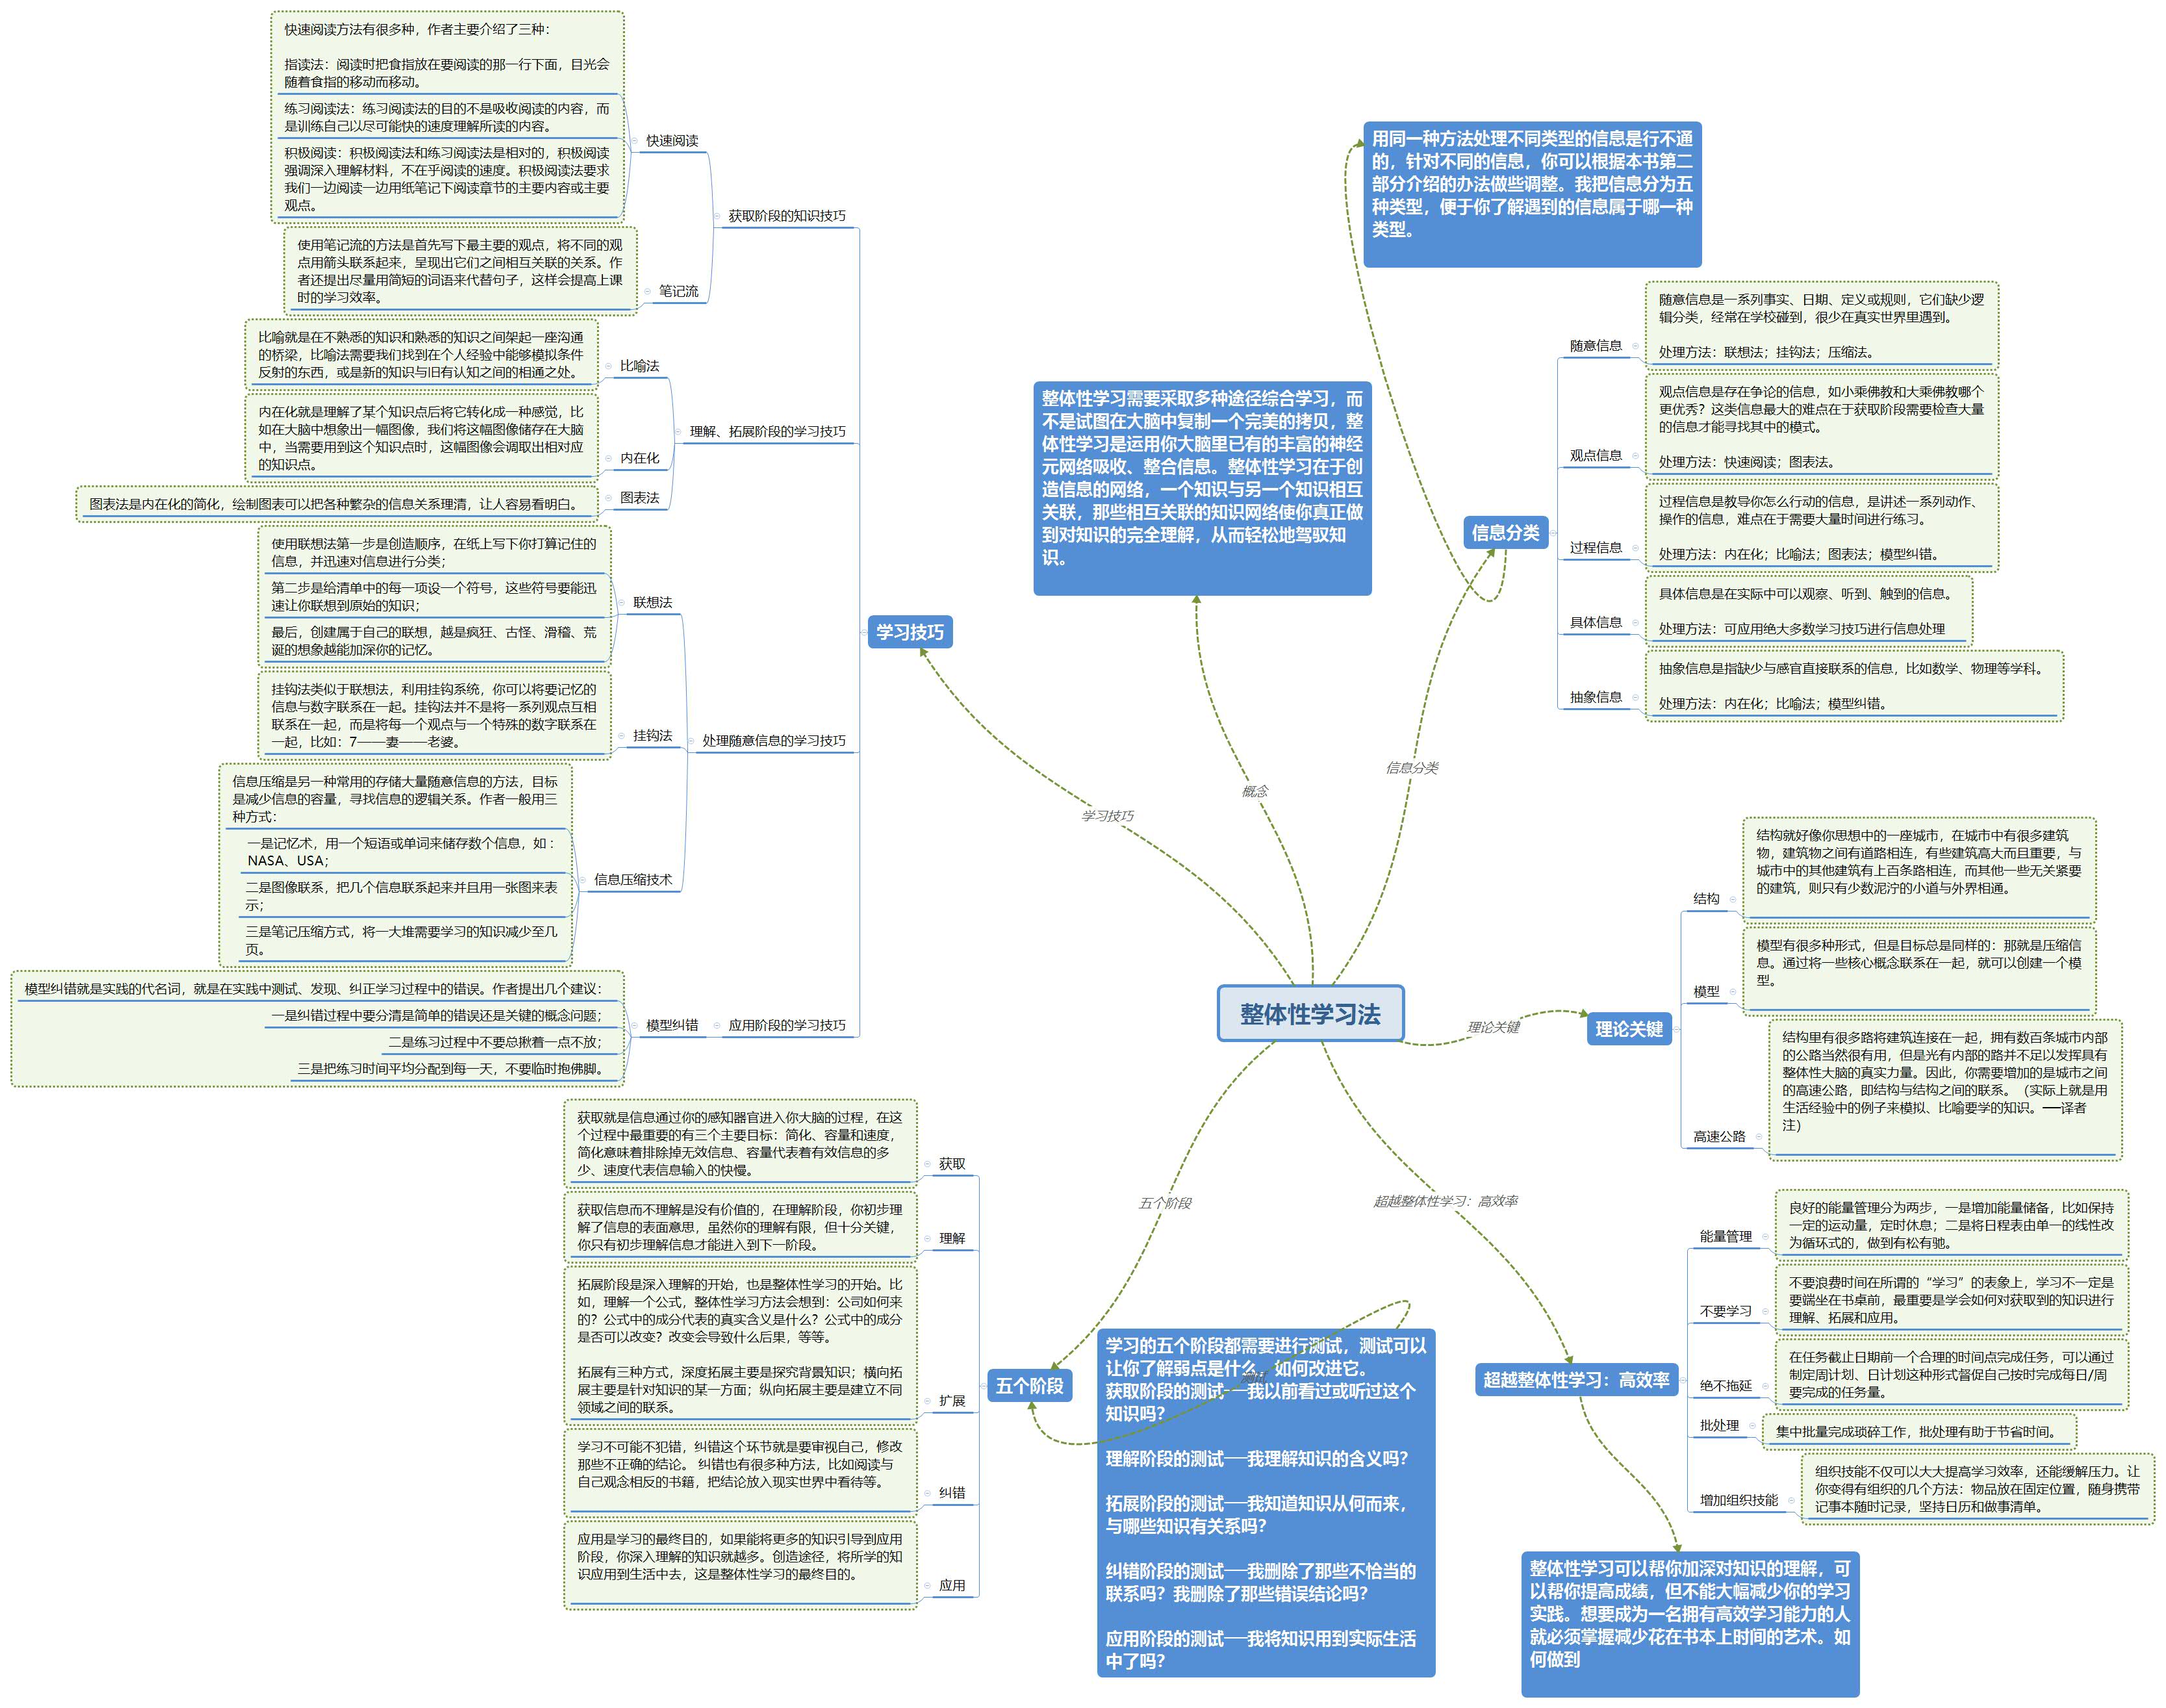 快速阅读方法有很多种，作者主要介绍了三种：
指读法：阅读时把食指放在要阅读的那一行下面，目光会
随着食指的移动而移动。
练习阅读法：练习阅读法的目的不是吸收阅读的内容，而
是训练自己以尽可能快的速度理解所读的内容。
积极阅读：积极阅读法和练习阅读法是相对的，积极阅读
强调深入理解材料，不在乎阅读的速度。积极阅读法要求
我们一边阅读一边用纸笔记下阅读章节的主要内容或主要
观点。
快速阅读
使用笔记流的方法是首先写下最主要的观点，将不同的观
点用箭头联系起来，呈现出它们之间相互关联的关系。作
者还提出尽量用简短的词语来代替句子，这样会提高上课
时的学习效率。
笔记流
获取阶段的知识技巧
比喻就是在不熟悉的知识和熟悉的知识之间架起一座沟通
的桥梁，比喻法需要我们找到在个人经验中能够模拟条件
反射的东西，或是新的知识与旧有认知之间的相通之处。
比喻法
内在化就是理解了某个知识点后将它转化成一种感觉，比
如在大脑中想象出一幅图像，我们将这幅图像储存在大脑
中，当需要用到这个知识点时，这幅图像会调取出相对应
的知识点。
内在化
图表法是内在化的简化，绘制图表可以把各种繁杂的信息关系理清，让人容易看明白。
图表法
理解、拓展阶段的学习技巧
使用联想法第一步是创造顺序，在纸上写下你打算记住的
信息，并迅速对信息进行分类；
第二步是给清单中的每一项设一个符号，这些符号要能迅
速让你联想到原始的知识；
最后，创建属于自己的联想，越是疯狂、古怪、滑稽、荒
诞的想象越能加深你的记忆。
联想法
挂钩法类似于联想法，利用挂钩系统，你可以将要记忆的
信息与数字联系在一起。挂钩法并不是将一系列观点互相
联系在一起，而是将每一个观点与一个特殊的数字联系在
一起，比如：7——妻——老婆。
挂钩法
信息压缩是另一种常用的存储大量随意信息的方法，目标
是减少信息的容量，寻找信息的逻辑关系。作者一般用三
种方式：
一是记忆术，用一个短语或单词来储存数个信息，如：
NASA、USA；
二是图像联系，把几个信息联系起来并且用一张图来表
示；
三是笔记压缩方式，将一大堆需要学习的知识减少至几
页。
信息压缩技术
处理随意信息的学习技巧
模型纠错就是实践的代名词，就是在实践中测试、发现、纠正学习过程中的错误。作者提出几个建议：
一是纠错过程中要分清是简单的错误还是关键的概念问题；
二是练习过程中不要总揪着一点不放；
三是把练习时间平均分配到每一天，不要临时抱佛脚。
模型纠错
应用阶段的学习技巧
学习技巧
学习技巧
整体性学习需要采取多种途径综合学习，而
不是试图在大脑中复制一个完美的拷贝，整
体性学习是运用你大脑里已有的丰富的神经
元网络吸收、整合信息。整体性学习在于创
造信息的网络，一个知识与另一个知识相互
关联，那些相互关联的知识网络使你真正做
到对知识的完全理解，从而轻松地驾驭知
识。
概念
用同一种方法处理不同类型的信息是行不通
的，针对不同的信息，你可以根据本书第二
部分介绍的办法做些调整。我把信息分为五
种类型，便于你了解遇到的信息属于哪一种
类型。
信息分类
信息分类
随意信息
随意信息是一系列事实、日期、定义或规则，它们缺少逻
辑分类，经常在学校碰到，很少在真实世界里遇到。
处理方法：联想法；挂钩法；压缩法。
观点信息
观点信息是存在争论的信息，如小乘佛教和大乘佛教哪个
更优秀？这类信息最大的难点在于获取阶段需要检查大量
的信息才能寻找其中的模式。
处理方法：快速阅读；图表法。
过程信息
过程信息是教导你怎么行动的信息，是讲述一系列动作、
操作的信息，难点在于需要大量时间进行练习。
处理方法：内在化；比喻法；图表法；模型纠错。
具体信息
具体信息是在实际中可以观察、听到、触到的信息。
处理方法：可应用绝大多数学习技巧进行信息处理
抽象信息
抽象信息是指缺少与感官直接联系的信息，比如数学、物理等学科。
处理方法：内在化；比喻法；模型纠错。
整体性学习法
理论关键
理论关键
结构
结构就好像你思想中的一座城市，在城市中有很多建筑
物，建筑物之间有道路相连，有些建筑高大而且重要，与
城市中的其他建筑有上百条路相连，而其他一些无关紧要
的建筑，则只有少数泥泞的小道与外界相通。
模型
模型有很多种形式，但是目标总是同样的：那就是压缩信
息。通过将一些核心概念联系在一起，就可以创建一个模
型。
高速公路
结构里有很多路将建筑连接在一起，拥有数百条城市内部
的公路当然很有用，但是光有内部的路并不足以发挥具有
整体性大脑的真实力量。因此，你需要增加的是城市之间
的高速公路，即结构与结构之间的联系。（实际上就是用
生活经验中的例子来模拟、比喻要学的知识。——译者
注）
获取就是信息通过你的感知器官进入你大脑的过程，在这
个过程中最重要的有三个主要目标：简化、容量和速度，
简化意味着排除掉无效信息、容量代表着有效信息的多
少、速度代表信息输入的快慢。
获取
获取信息而不理解是没有价值的，在理解阶段，你初步理
解了信息的表面意思，虽然你的理解有限，但十分关键，
你只有初步理解信息才能进入到下一阶段。
理解
拓展阶段是深入理解的开始，也是整体性学习的开始。比
如，理解一个公式，整体性学习方法会想到：公司如何来
的？公式中的成分代表的真实含义是什么？公式中的成分
是否可以改变？改变会导致什么后果，等等。
拓展有三种方式，深度拓展主要是探究背景知识；横向拓
展主要是针对知识的某一方面；纵向拓展主要是建立不同
领域之间的联系。
扩展
学习不可能不犯错，纠错这个环节就是要审视自己，修改
那些不正确的结论。 纠错也有很多种方法，比如阅读与
自己观念相反的书籍，把结论放入现实世界中看待等。
纠错
应用是学习的最终目的，如果能将更多的知识引导到应用
阶段，你深入理解的知识就越多。创造途径，将所学的知
识应用到生活中去，这是整体性学习的最终目的。
应用
五个阶段
五个阶段
学习的五个阶段都需要进行测试，测试可以
让你了解弱点是什么，如何改进它。
测试
获取阶段的测试——我以前看过或听过这个
知识吗？
理解阶段的测试——我理解知识的含义吗？
拓展阶段的测试——我知道知识从何而来，
与哪些知识有关系吗？
纠错阶段的测试——我删除了那些不恰当的
联系吗？我删除了那些错误结论吗？
应用阶段的测试——我将知识用到实际生活
中了吗？
超越整体性学习：高效率
超越整体性学习：高效率
能量管理
良好的能量管理分为两步，一是增加能量储备，比如保持
一定的运动量，定时休息；二是将日程表由单一的线性改
为循环式的，做到有松有驰。
不要学习
不要浪费时间在所谓的“学习”的表象上，学习不一定是
要端坐在书桌前，最重要是学会如何对获取到的知识进行
理解、拓展和应用。
绝不拖延
在任务截止日期前一个合理的时间点完成任务，可以通过
制定周计划、日计划这种形式督促自己按时完成每日/周
要完成的任务量。
批处理
集中批量完成琐碎工作，批处理有助于节省时间。
增加组织技能
组织技能不仅可以大大提高学习效率，还能缓解压力。让
你变得有组织的几个方法：物品放在固定位置，随身携带
记事本随时记录，坚持日历和做事清单。
整体性学习可以帮你加深对知识的理解，可
以帮你提高成绩，但不能大幅减少你的学习
实践。想要成为一名拥有高效学习能力的人
就必须掌握减少花在书本上时间的艺术。如
何做到